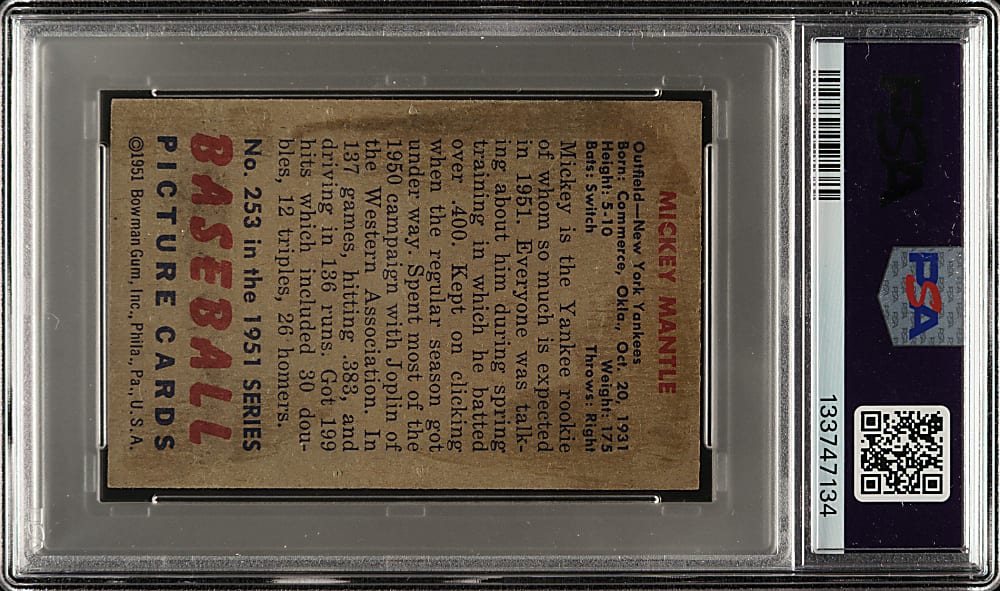 MICKEY MANTLE
Outfield—New York Yankees
Born: Commerce, Okla., Oct. 20, 1931
Height: 5-10 Weight: 175
Bats: Switch Throws: Right
Mickey is the Yankee rookie
of whom so much is expected
in 1951. Everyone was talk-
ing about him during spring
training in which he batted
over .400. Kept on clicking
when the regular season got
under way. Spent most of the
1950 campaign with Joplin of
the Western Association. In
137 games, hitting .383, and
driving in 136 runs. Got 199
hits which included 30 dou-
bles, 12 triples, 26 homers.
No. 253 in the 1951 SERIES
BASEBALL
PICTURE CARDS
©1951 Bowman Gum, Inc., Phila., Pa., U. S. A.
PSA
PSA
133747134